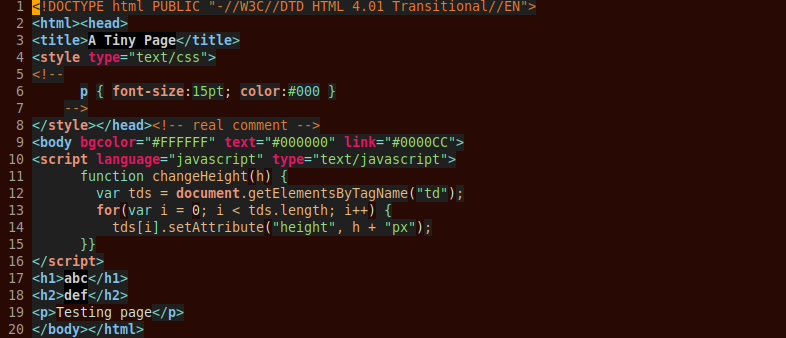 1 <!DOCTYPE html PUBLIC "-//W3C//DTD HTML 4.01 Transitional//EN">
2 <html><head>
3 <title>A Tiny Page</title>
4 <style type="text/css">
5 <!--
6       p { font-size:15pt; color:#000 }
7     -->
8 </style></head><!-- real comment -->
9 <body bgcolor="#FFFFFF" text="#000000" link="#0000CC">
10 <script language="javascript" type="text/javascript">
11       function changeHeight(h) {
12         var tds = document.getElementsByTagName("td");
13         for(var i = 0; i < tds.length; i++) {
14           tds[i].setAttribute("height", h + "px");
15       }}
16 </script>
17 <h1>abc</h1>
18 <h2>def</h2>
19 <p>Testing page</p>
20 </body></html>